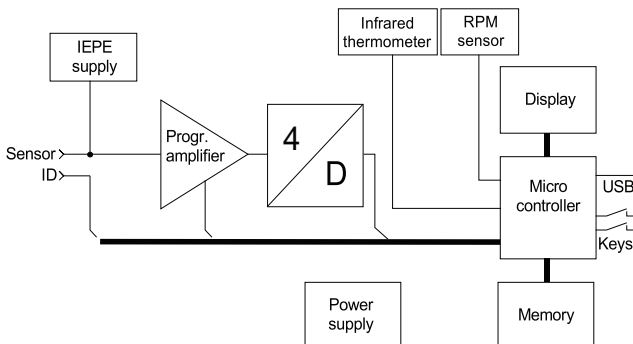 IEPE
supply
Infrared
thermometer
RPM
sensor
Display
Sensor
ID
Progr.
amplifier
4
D
Micro
controller
USB
Keys
Power
supply
Memory